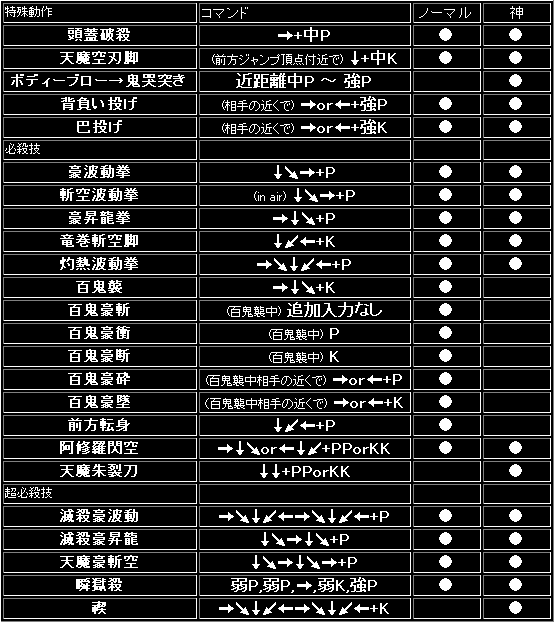 特殊動作 コマンド ノーマル 神
頭蓋破殺 →+中P ● ●
天魔空刃脚 (前方ジャンプ頂点付近で) ↓+中K ● ●
ボディーブロー→鬼哭突き 近距離中P ～ 強P ●
背負い投げ (相手の近くで) →or←+強P ● ●
巴投げ (相手の近くで) →or←+強K ● ●
必殺技
豪波動拳 ↓↘→+P ● ●
斬空波動拳 (in air) ↓↘→+P ● ●
豪昇龍拳 →↓↘+P ● ●
竜巻斬空脚 ↓↙←+K ● ●
灼熱波動拳 →↘↓↙←+P ● ●
百鬼襲 →↓↘+K ●
百鬼豪斬 (百鬼襲中) 追加入力なし ●
百鬼豪衝 (百鬼襲中) P ●
百鬼豪断 (百鬼襲中) K ●
百鬼豪砕 (百鬼襲中相手の近くで) →or←+P ●
百鬼豪墜 (百鬼襲中相手の近くで) →or←+K ●
前方転身 ↓↙←+P ●
阿修羅閃空 →↓↘or←↓↙+PPorKK ● ●
天魔朱裂刀 ↓↓+PPorKK ●
超必殺技
滅殺豪波動 →↘↓↙←→↘↓↙←+P ● ●
滅殺豪昇龍 ↓↘→↓↘+P ● ●
天魔豪斬空 ↓↘→↓↘→+P ● ●
瞬獄殺 弱P,弱P,→,弱K,強P ● ●
禊 →↘↓↙←→↘↓↙←+K ●